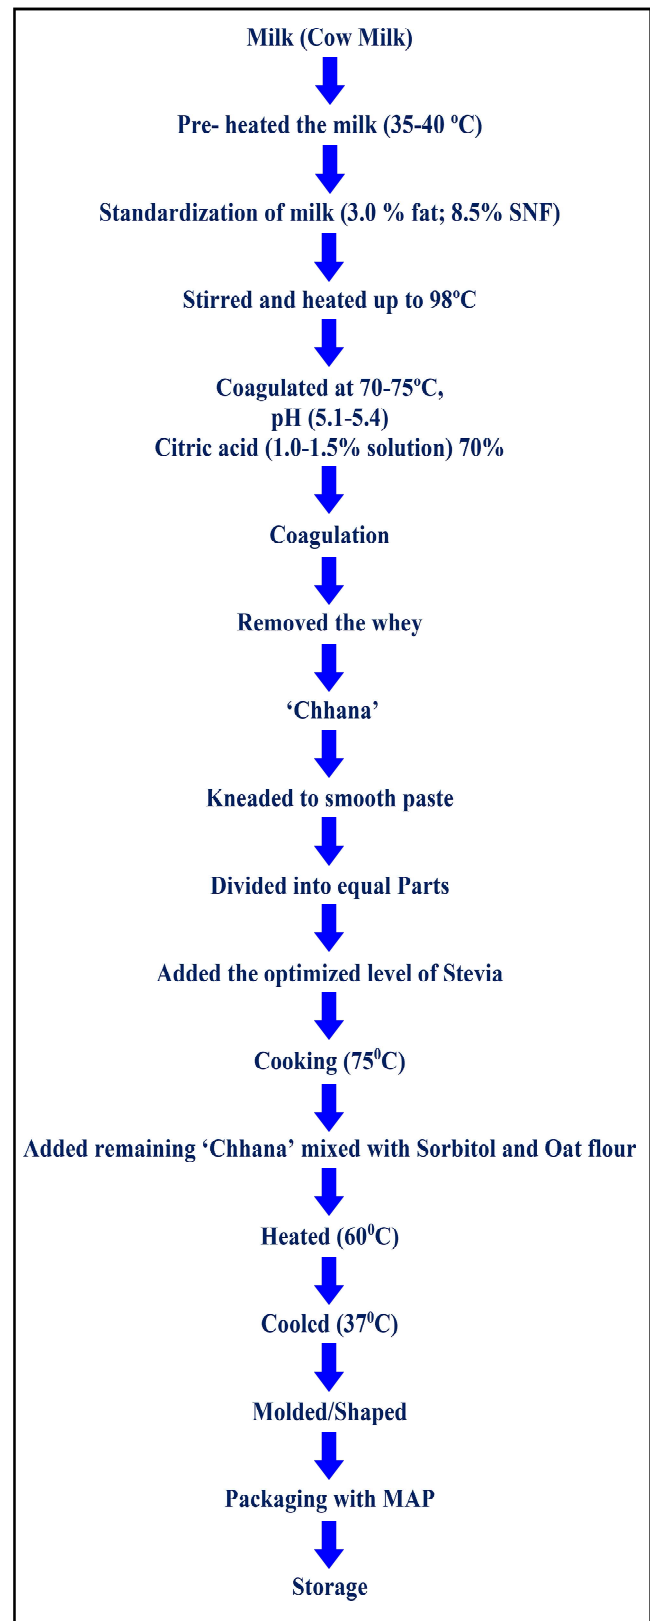 Milk (Cow Milk)
Pre- heated the milk (35-40 ºC)
Standardization of milk (3.0 % fat; 8.5% SNF)
Stirred and heated up to 98ºC
Coagulated at 70-75ºC,
pH (5.1-5.4)
Citric acid (1.0-1.5% solution) 70%
Coagulation
Removed the whey
‘Chhana’
Kneaded to smooth paste
Divided into equal Parts
Added the optimized level of Stevia
Cooking (75⁰C)
Added remaining ‘Chhana’ mixed with Sorbitol and Oat flour
Heated (60⁰C)
Cooled (37⁰C)
Molded/Shaped
Packaging with MAP
Storage